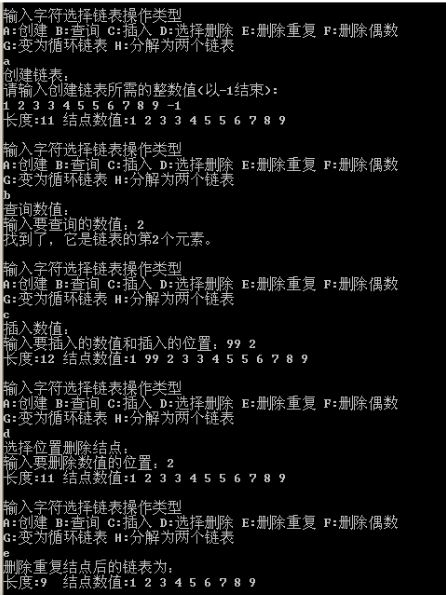 输入字符选择链表操作类型
A:创建 B:查询 C:插入 D:选择删除 E:删除重复 F:删除偶数
G:变为循环链表 H:分解为两个链表
a
创建链表:
请输入创建链表所需的整数值(以-1结束):
1 2 3 3 4 5 5 6 7 8 9 -1
长度:11 结点数值:1 2 3 3 4 5 5 6 7 8 9
输入字符选择链表操作类型
A:创建 B:查询 C:插入 D:选择删除 E:删除重复 F:删除偶数
G:变为循环链表 H:分解为两个链表
b
查询数值:
输入要查询的数值: 2
找到了，它是链表的第2个元素。
输入字符选择链表操作类型
A:创建 B:查询 C:插入 D:选择删除 E:删除重复 F:删除偶数
G:变为循环链表 H:分解为两个链表
c
插入数值:
输入要插入的数值和插入的位置: 99 2
长度:12 结点数值:1 99 2 3 3 4 5 5 6 7 8 9
输入字符选择链表操作类型
A:创建 B:查询 C:插入 D:选择删除 E:删除重复 F:删除偶数
G:变为循环链表 H:分解为两个链表
d
选择位置删除结点:
输入要删除数值的位置: 2
长度:11 结点数值:1 2 3 3 4 5 5 6 7 8 9
输入字符选择链表操作类型
A:创建 B:查询 C:插入 D:选择删除 E:删除重复 F:删除偶数
G:变为循环链表 H:分解为两个链表
e
删除重复结点后的链表为:
长度:9 结点数值:1 2 3 4 5 6 7 8 9